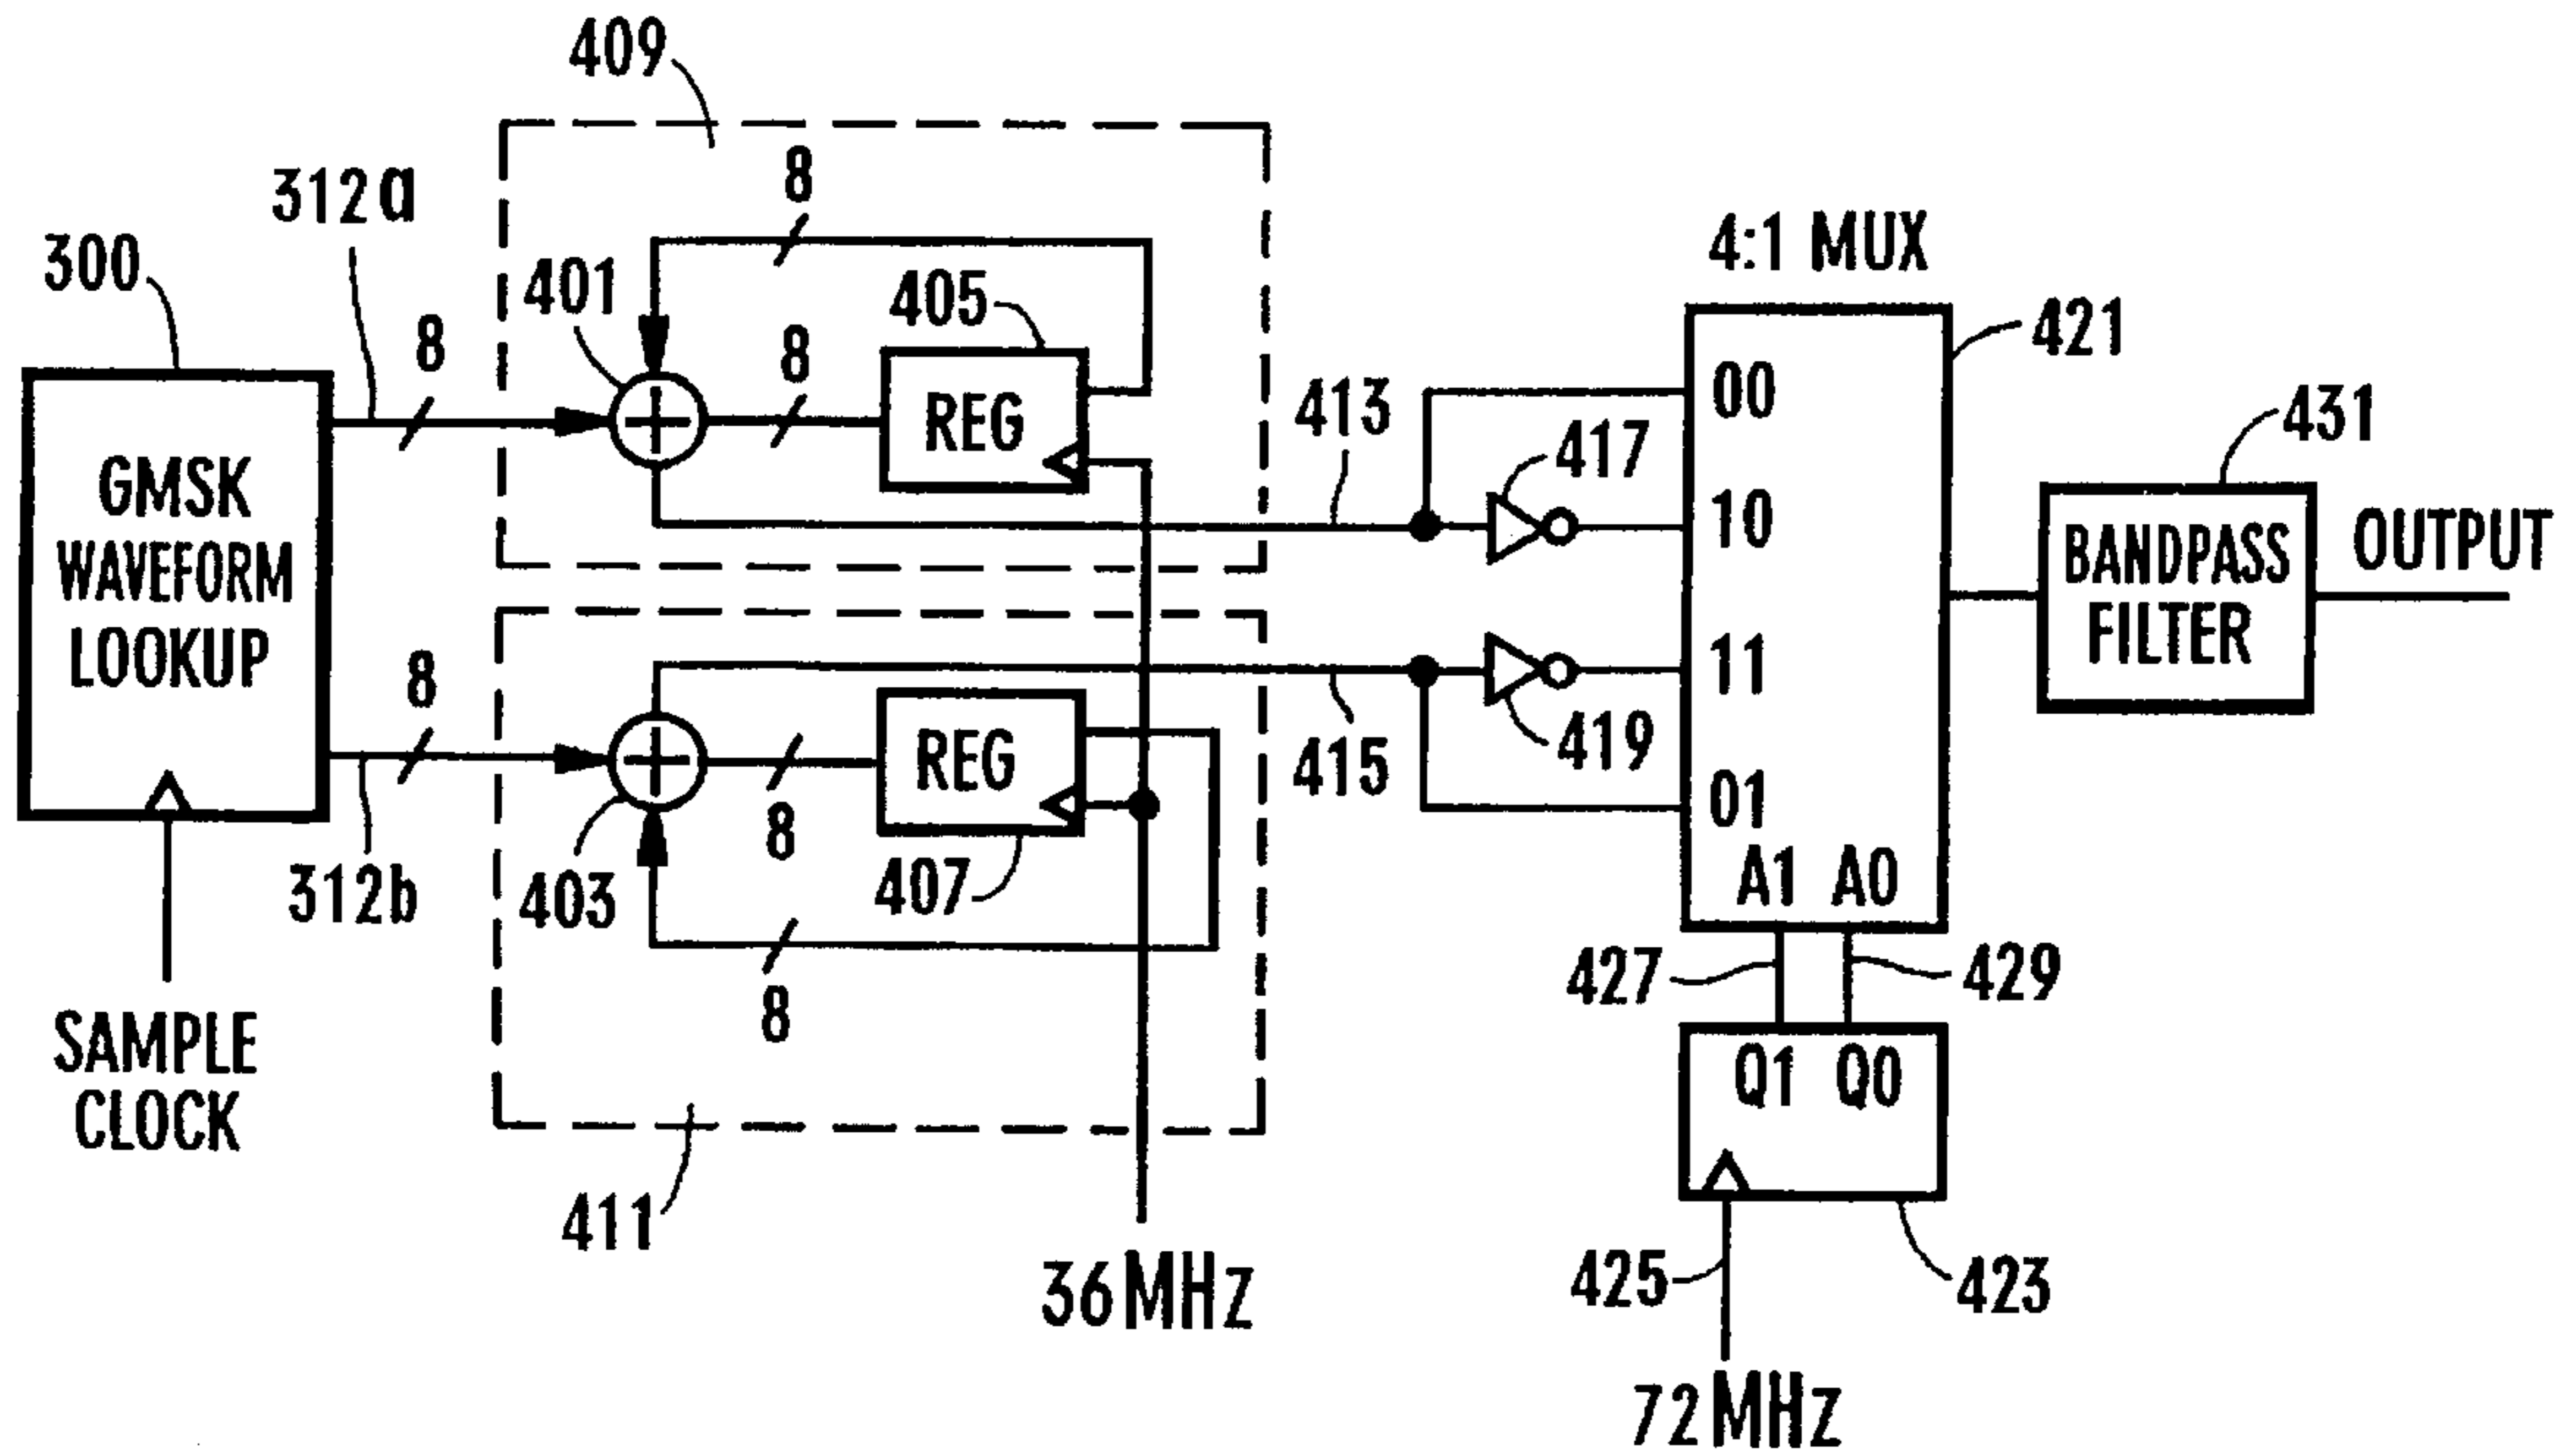 409
8
312a
300
401
8
405
8
GMSK
WAVEFORM
LOOKUP
REG
413
417
4:1 MUX
421
00
10
11
01
A1 A0
431
BANDPASS
FILTER
OUTPUT
8
REG
415
419
8
312b
403
407
8
427
429
SAMPLE
CLOCK
Q1 Q0
411
36MHz
425
423
72MHz